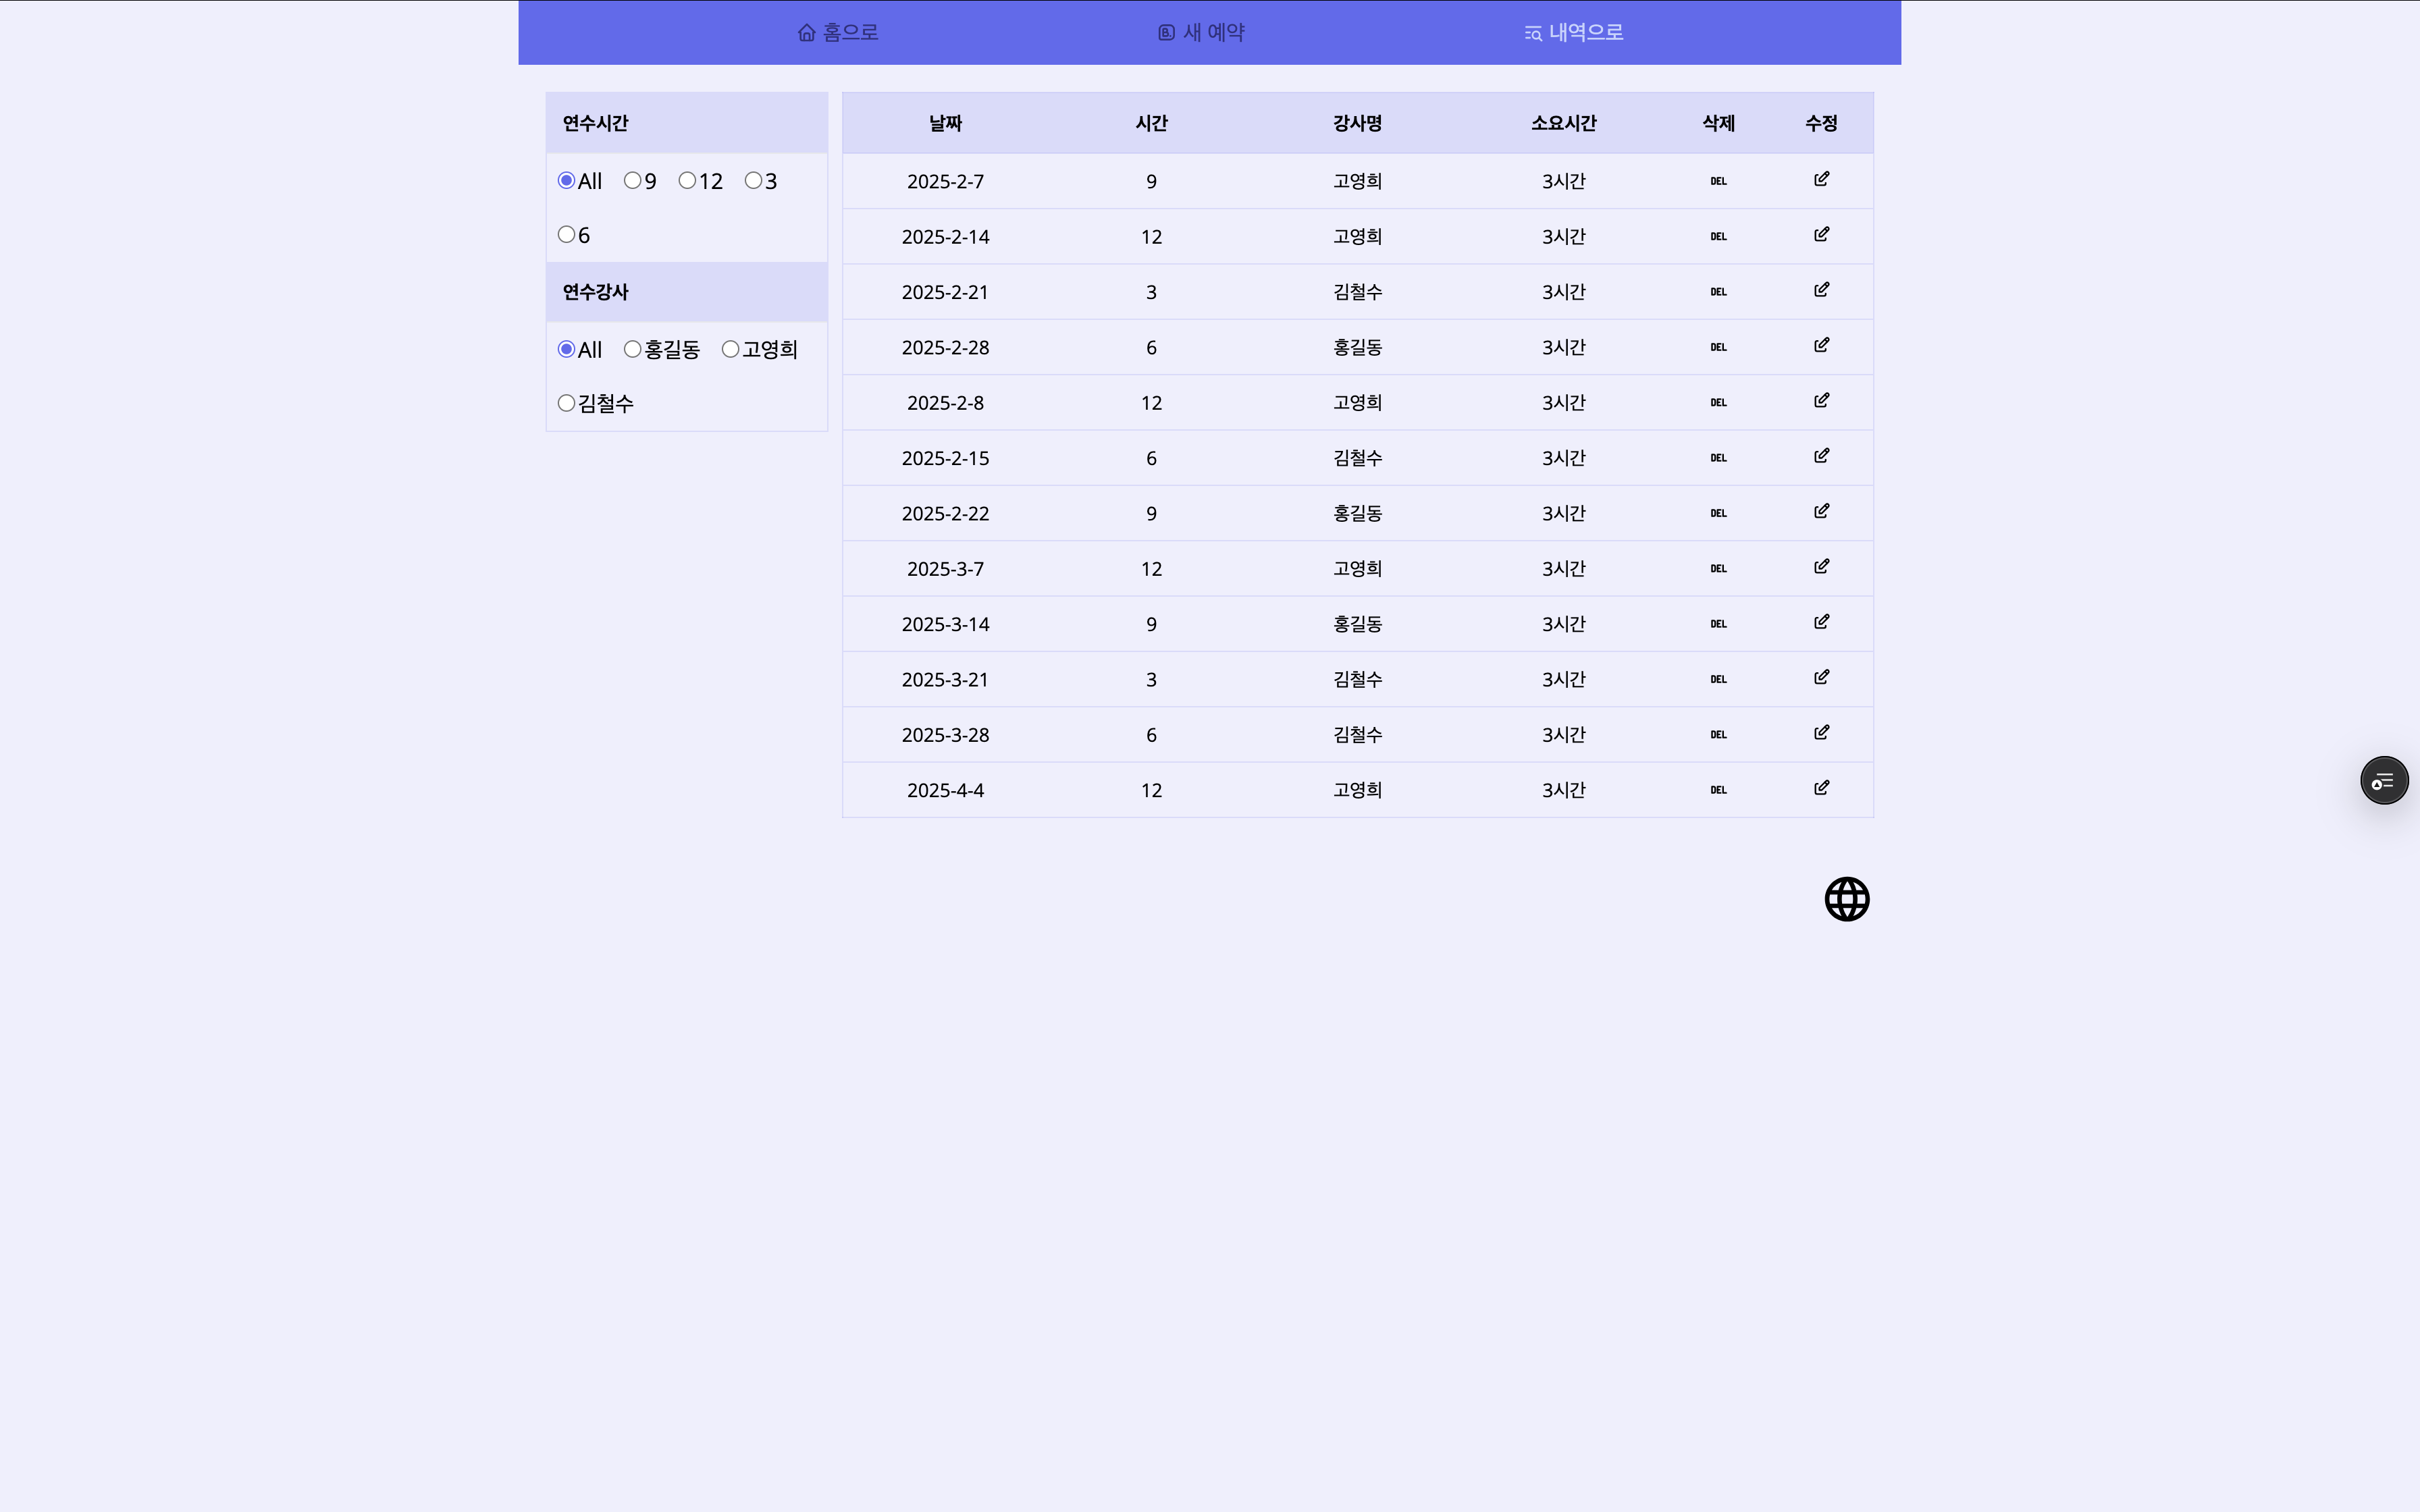 홈으로 새 예약 내역으로
연수시간
All 9 12 3
6
연수강사
All 홍길동 고영희
김철수
날짜 시간 강사명 소요시간 삭제 수정
2025-2-7 9 고영희 3시간 DEL
2025-2-14 12 고영희 3시간 DEL
2025-2-21 3 김철수 3시간 DEL
2025-2-28 6 홍길동 3시간 DEL
2025-2-8 12 고영희 3시간 DEL
2025-2-15 6 김철수 3시간 DEL
2025-2-22 9 홍길동 3시간 DEL
2025-3-7 12 고영희 3시간 DEL
2025-3-14 9 홍길동 3시간 DEL
2025-3-21 3 김철수 3시간 DEL
2025-3-28 6 김철수 3시간 DEL
2025-4-4 12 고영희 3시간 DEL